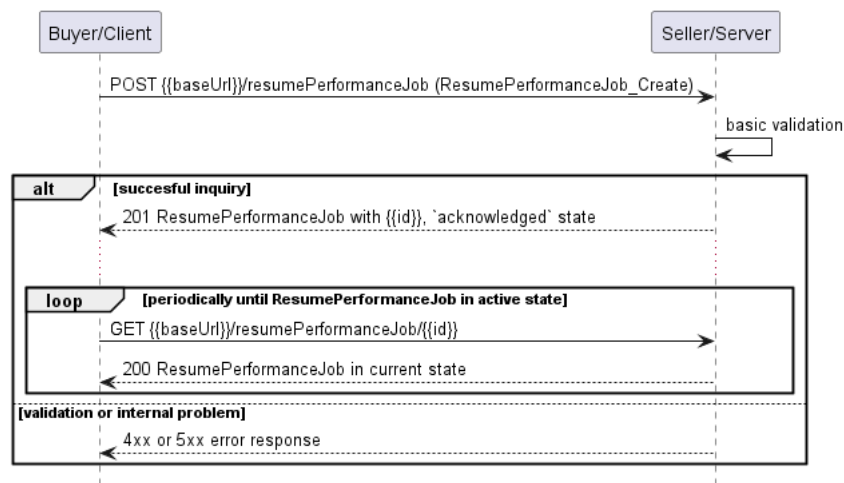 Buyer/Client
Seller/Server
POST {{baseUrl}}/resumePerformanceJob (ResumePerformanceJob_Create)
basic validation
alt [succesful inquiry]
201 ResumePerformanceJob with {{id}}, `acknowledged` state
loop [periodically until ResumePerformanceJob in active state]
GET {{baseUrl}}/resumePerformanceJob/{{id}}
200 ResumePerformanceJob in current state
[validation or internal problem]
4xx or 5xx error response